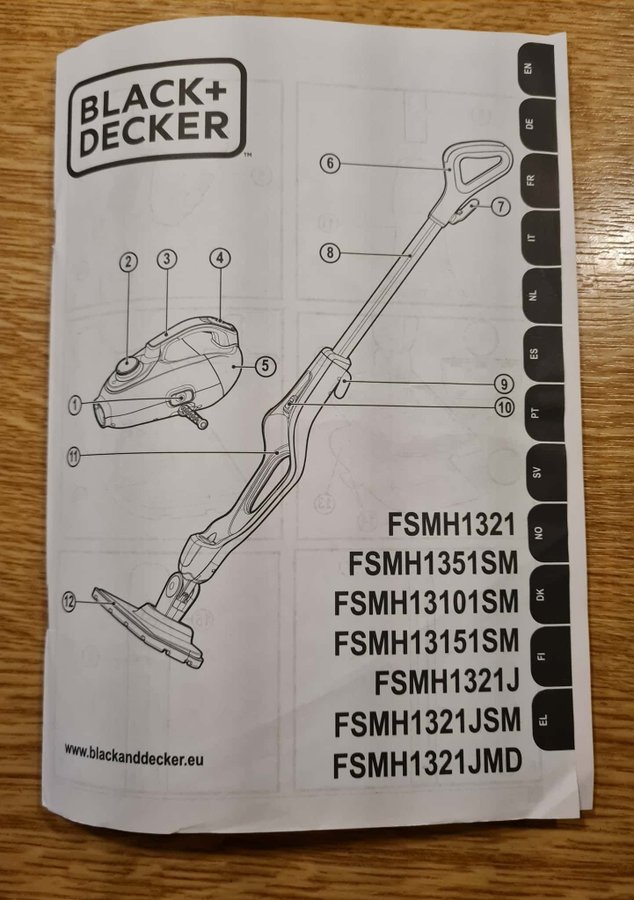 BLACK+
DECKER™
EN
DE
FR
IT
NL
ES
PT
SV
NO
DK
FI
EL
6
7
8
2
3
4
5
1
9
10
11
12
FSMH1321
FSMH1351SM
FSMH13101SM
FSMH13151SM
FSMH1321J
FSMH1321JSM
FSMH1321JMD
www.blackanddecker.eu